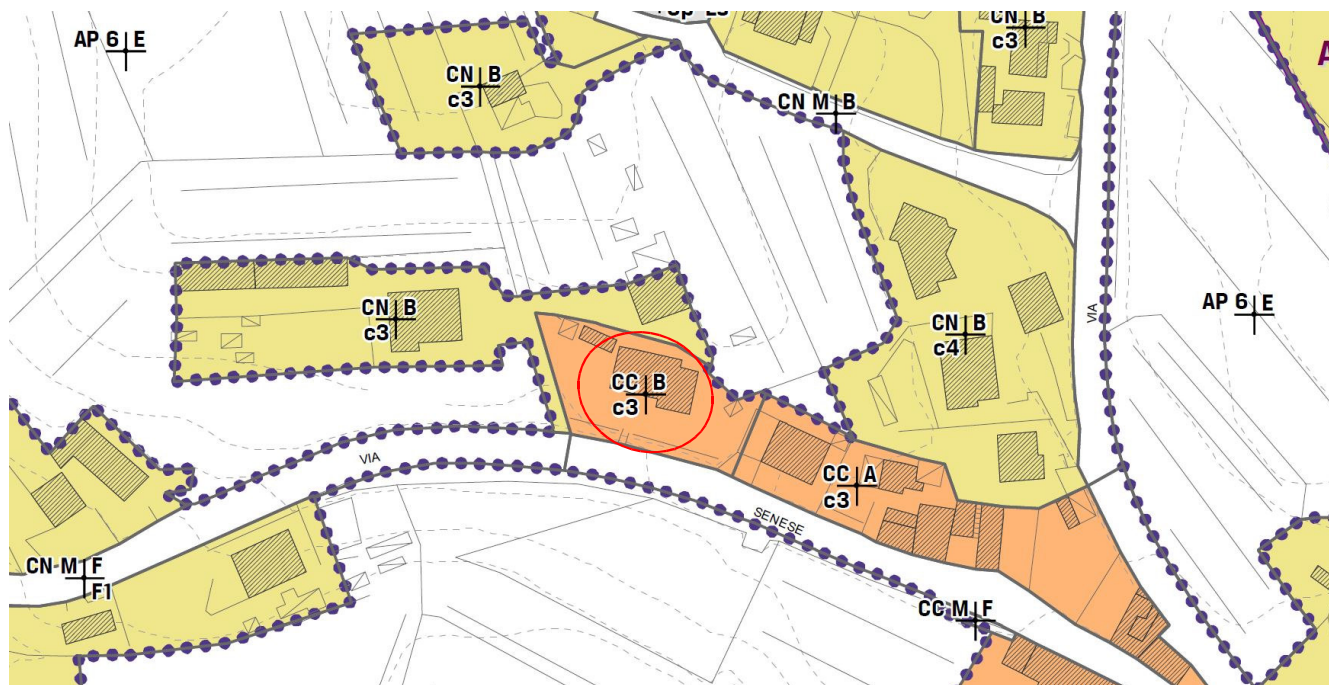 CN B
c3
AP 6 E
CN B
c3
CN M B
AP 6 E
CN B
c3
VIA
CN B
c4
CC B
c3
VIA
CC A
c3
SENESE
CN M F
F1
CC M F